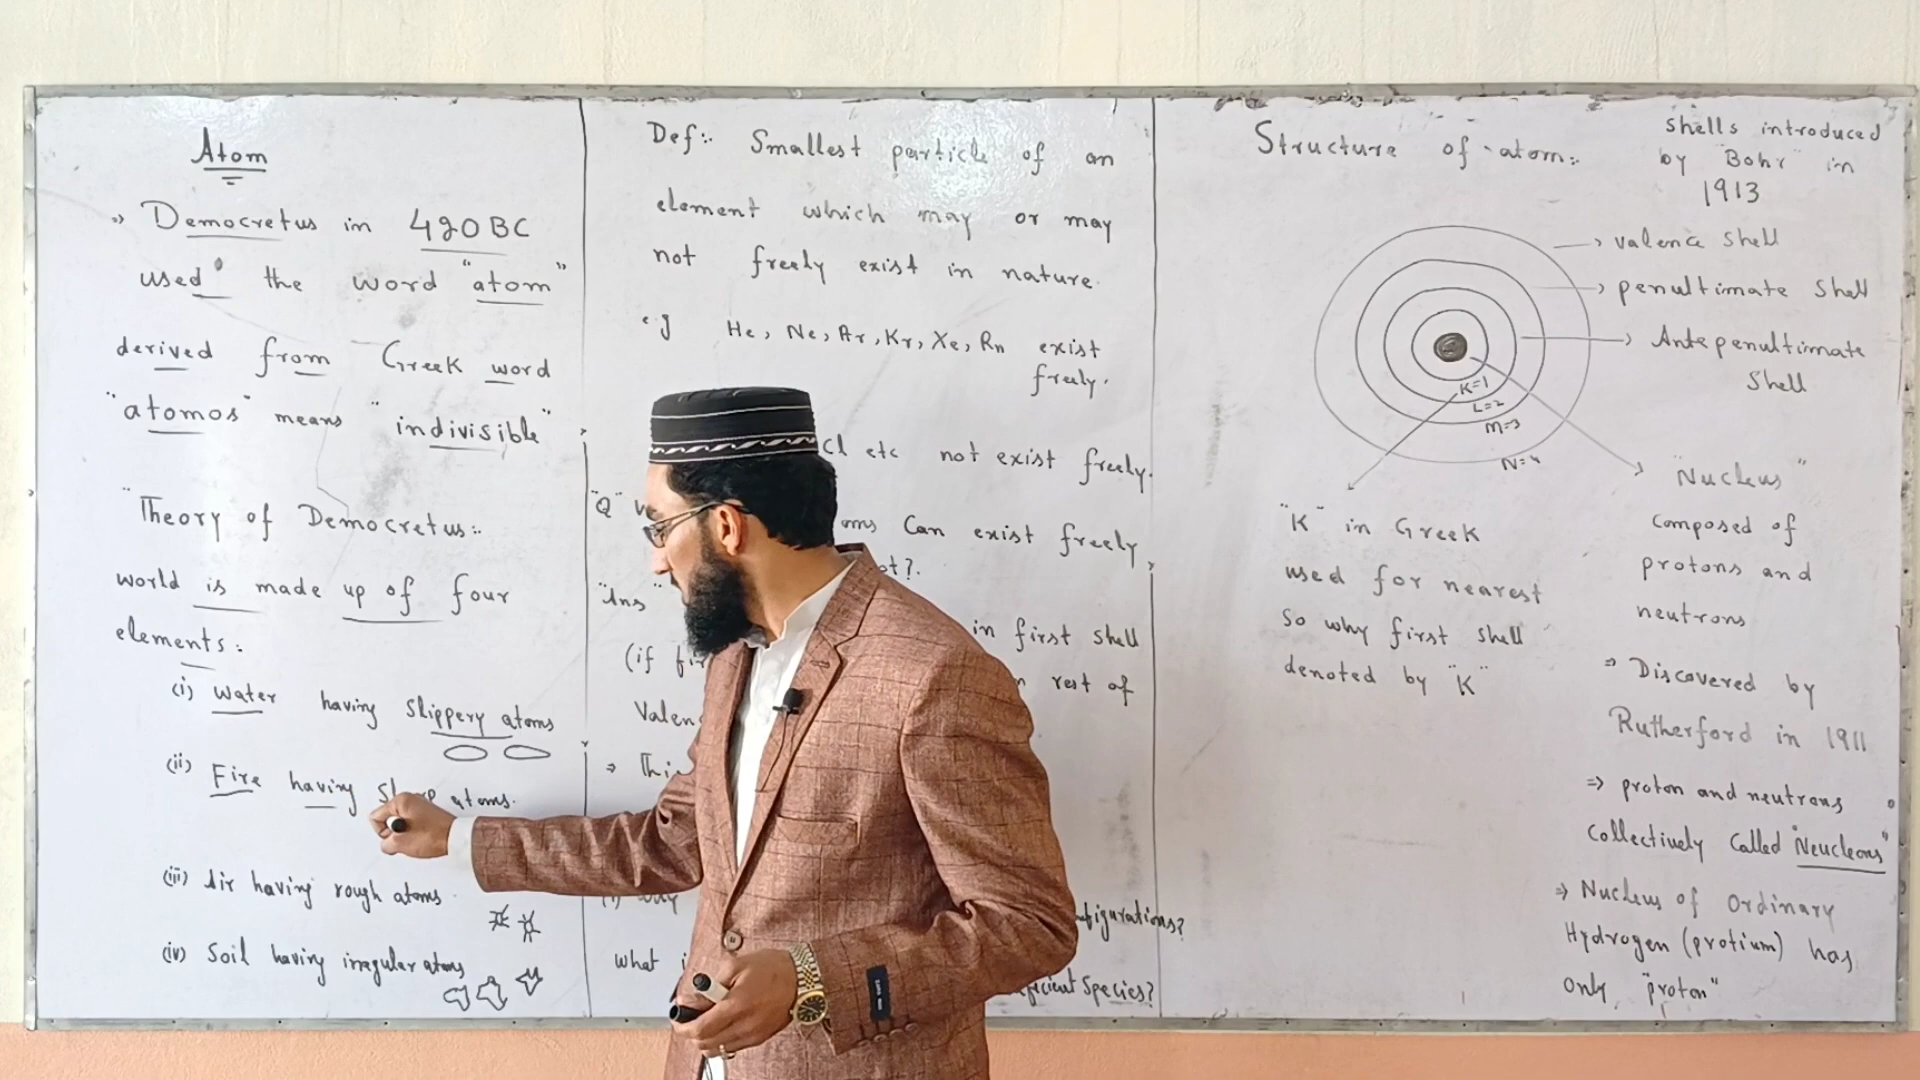 Atom
Democretus in 420BC
used the word "atom"
derived from Greek word
"atomos" means "indivisible"
"Theory of Democretus:-
world is made up of four
elements:
(i) Water having slippery atoms
(ii) Fire having atoms.
(iii) Air having rough atoms
(iv) Soil having irregular atoms
Def:- Smallest particle of an
element which may or may
not freely exist in nature.
e.g He, Ne, Ar, Kr, Xe, Rn exist
freely.
Cl etc not exist freely.
"Q" Can exist freely
"Ans"
in first shell
(if
rest of
⇒
what
Species?
Structure of atom:-
Shells introduced
by "Bohr" in
1913
→ valence shell
→ penultimate shell
→ Antepenultimate
Shell
K=1
L=2
M=3
N=4
"K" in Greek
used for nearest
so why first shell
denoted by "K"
"Nucleus"
composed of
protons and
neutrons
⇒ Discovered by
Rutherford in 1911
⇒ proton and neutrons
collectively called "Neucleons"
⇒ Nucleus of Ordinary
Hydrogen (protium) has
only "proton"